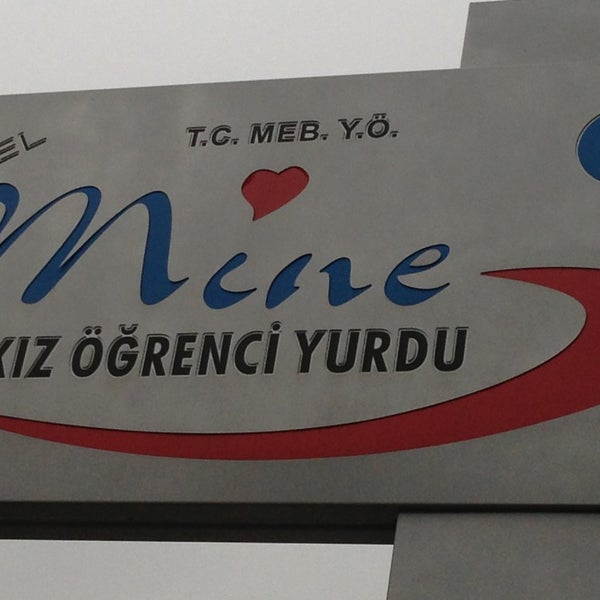 T.C. MEB. Y.Ö.
Mine
KIZ ÖĞRENCİ YURDU